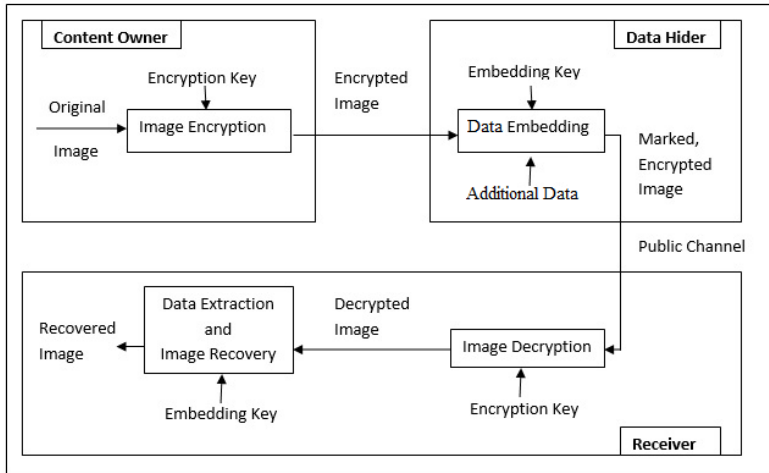 Content Owner
Encryption Key
Original
Image
Image Encryption
Encrypted
Image
Data Hider
Embedding Key
Data Embedding
Additional Data
Marked,
Encrypted
Image
Public Channel
Recovered
Image
Data Extraction
and
Image Recovery
Embedding Key
Decrypted
Image
Image Decryption
Encryption Key
Receiver